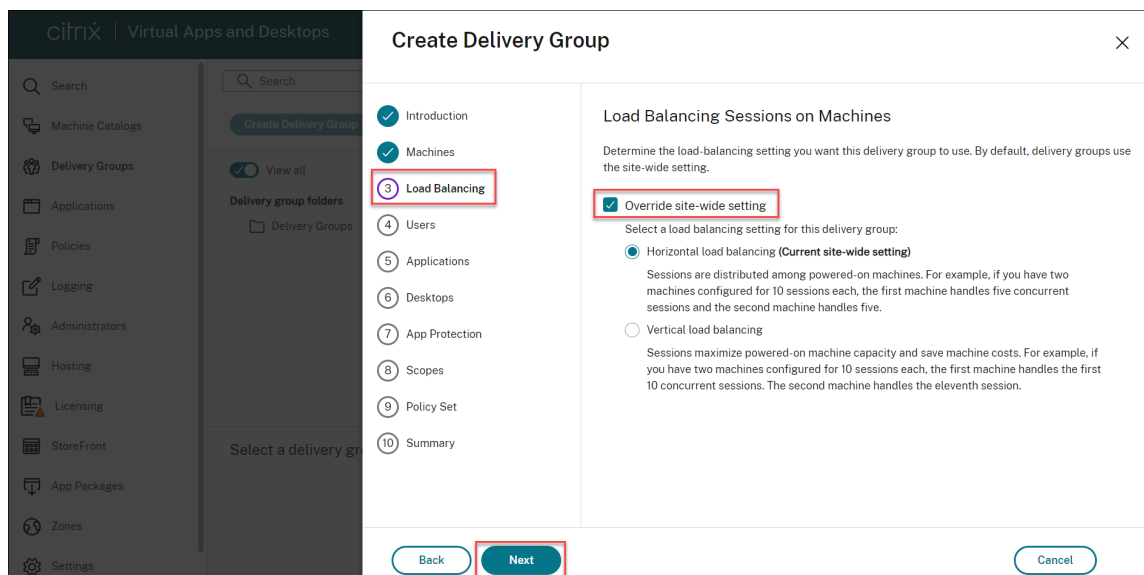 citrix | Virtual Apps and Desktops
Search
Machine Catalogs
Delivery Groups
Applications
Policies
Logging
Administrators
Hosting
Licensing
StoreFront
App Packages
Zones
Settings
Search
Create Delivery Group
View all
Delivery group folders
Delivery Groups
Select a delivery gr
Create Delivery Group
Introduction
Machines
3 Load Balancing
4 Users
5 Applications
6 Desktops
7 App Protection
8 Scopes
9 Policy Set
10 Summary
Load Balancing Sessions on Machines
Determine the load-balancing setting you want this delivery group to use. By default, delivery groups use
the site-wide setting.
Override site-wide setting
Select a load balancing setting for this delivery group:
Horizontal load balancing (Current site-wide setting)
Sessions are distributed among powered-on machines. For example, if you have two
machines configured for 10 sessions each, the first machine handles five concurrent
sessions and the second machine handles five.
Vertical load balancing
Sessions maximize powered-on machine capacity and save machine costs. For example, if
you have two machines configured for 10 sessions each, the first machine handles the first
10 concurrent sessions. The second machine handles the eleventh session.
Back
Next
Cancel